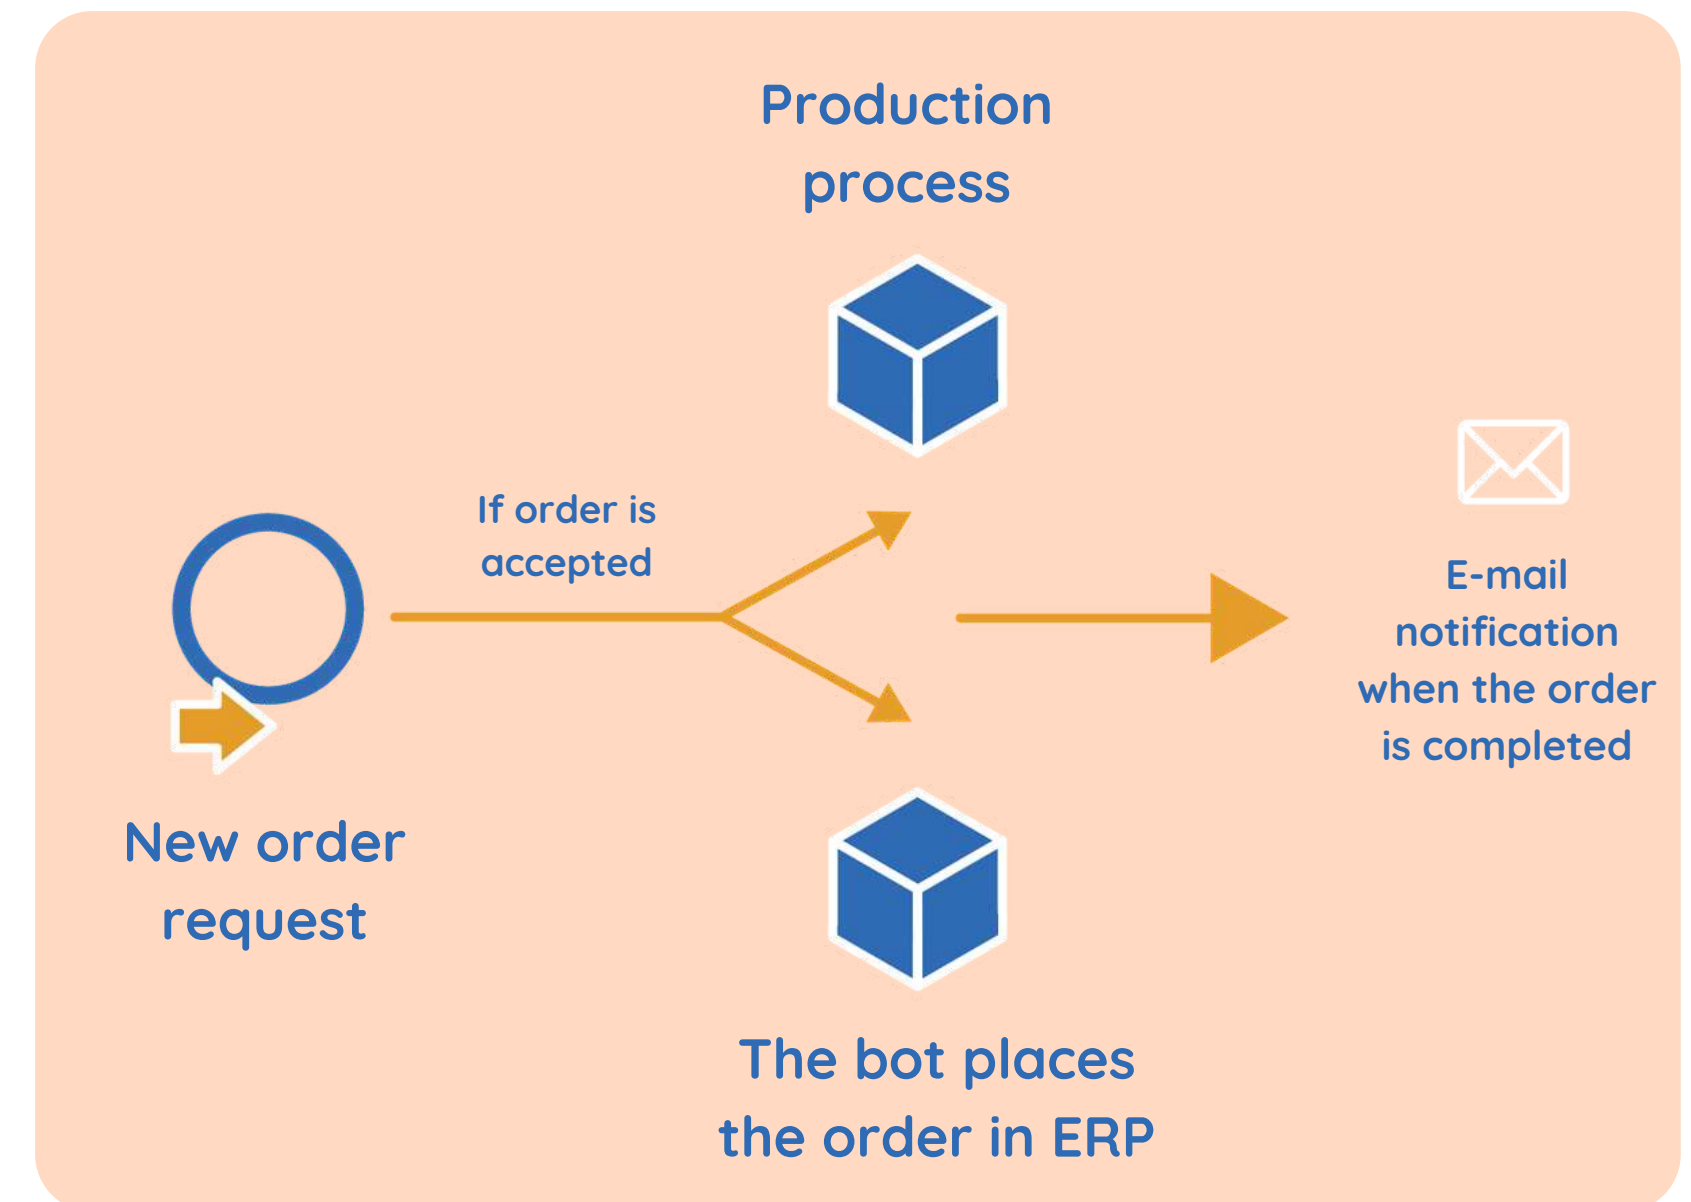 Production
process
If order is
accepted
E-mail
notification
when the order
is completed
New order
request
The bot places
the order in ERP